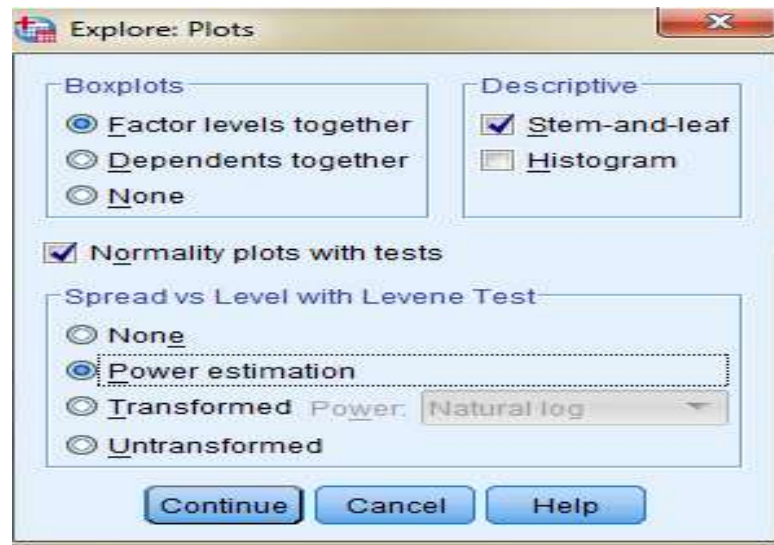 Explore: Plots
Boxplots
Factor levels together
Dependents together
None
Descriptive
Stem-and-leaf
Histogram
Normality plots with tests
Spread vs Level with Levene Test
None
Power estimation
Transformed Power: Natural log
Untransformed
Continue Cancel Help